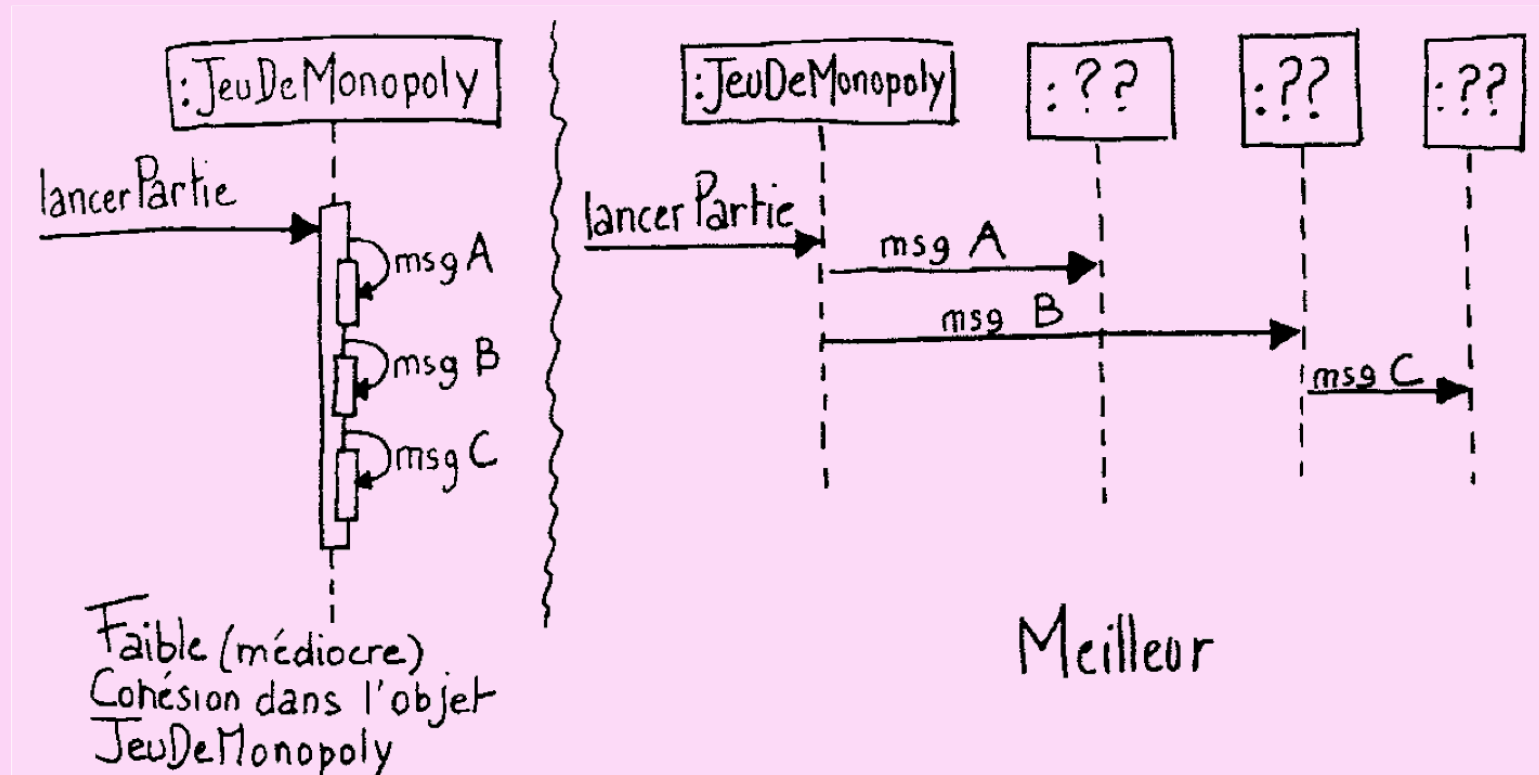 :JeuDeMonopoly
lancerPartie
msg A
msg B
msg C
Faible (médiocre)
Cohésion dans l'objet
JeuDeMonopoly
:JeuDeMonopoly
: ??
:??
:??
lancerPartie
msg A
msg B
msg C
Meilleur